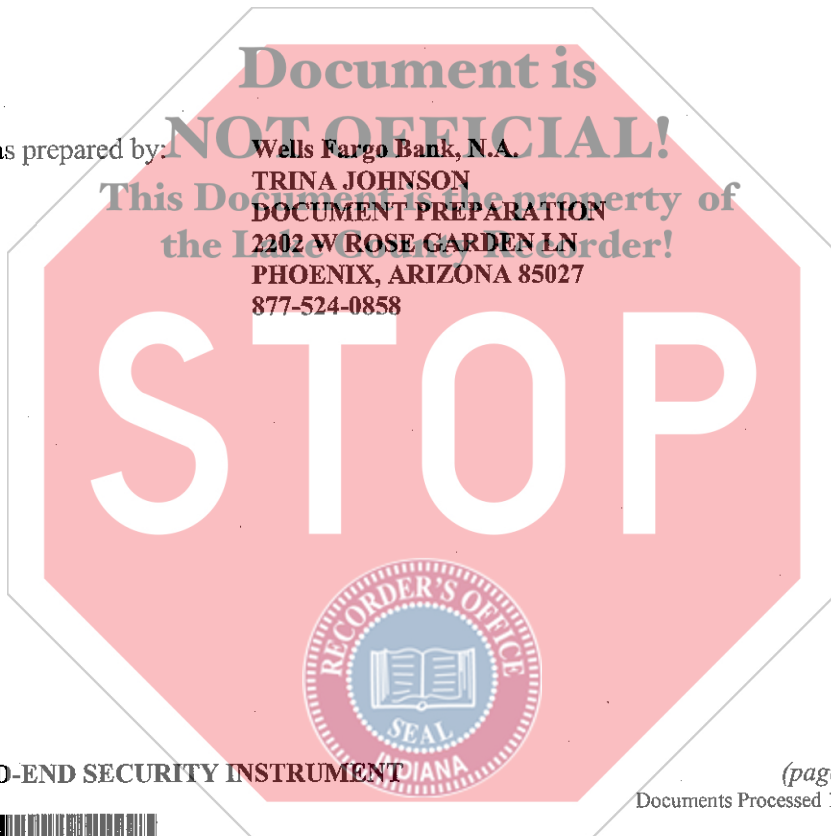 Document is
NOT OFFICIAL!
This Document is the property of
the Lake County Recorder!
as prepared by:
Wells Fargo Bank, N.A.
TRINA JOHNSON
DOCUMENT PREPARATION
2202 W ROSE GARDEN LN
PHOENIX, ARIZONA 85027
877-524-0858
STOP
RECORDER'S OFFICE
SEAL
INDIANA
D-END SECURITY INSTRUMENT
(pag
Documents Processed